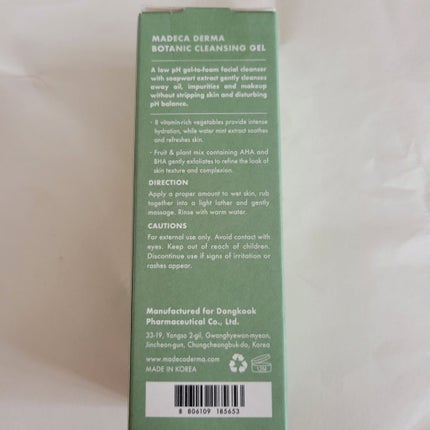 MADECA DERMA
BOTANIC CLEANSING GEL
A low pH gel-to-foam facial cleanser
with soapwort extract gently cleanses
away oil, impurities and makeup
without stripping skin and disturbing
pH balance.
· 8 vitamin-rich vegetables provide intense
hydration, while water mint extract soothes
and refreshes skin.
· Fruit & plant mix containing AHA and
BHA gently exfoliates to refine the look of
skin texture and complexion.
DIRECTION
Apply a proper amount to wet skin, rub
together into a light lather and gently
massage. Rinse with warm water.
CAUTIONS
For external use only. Avoid contact with
eyes. Keep out of reach of children.
Discontinue use if signs of irritation or
rashes appear.
Manufactured for Dongkook
Pharmaceutical Co., Ltd.
33-19, Yongso 2-gil, Gwanghyewon-myeon,
Jincheon-gun, Chungcheongbuk-do, Korea
www.madecaderma.com
MADE IN KOREA
12M
8 806109 185653